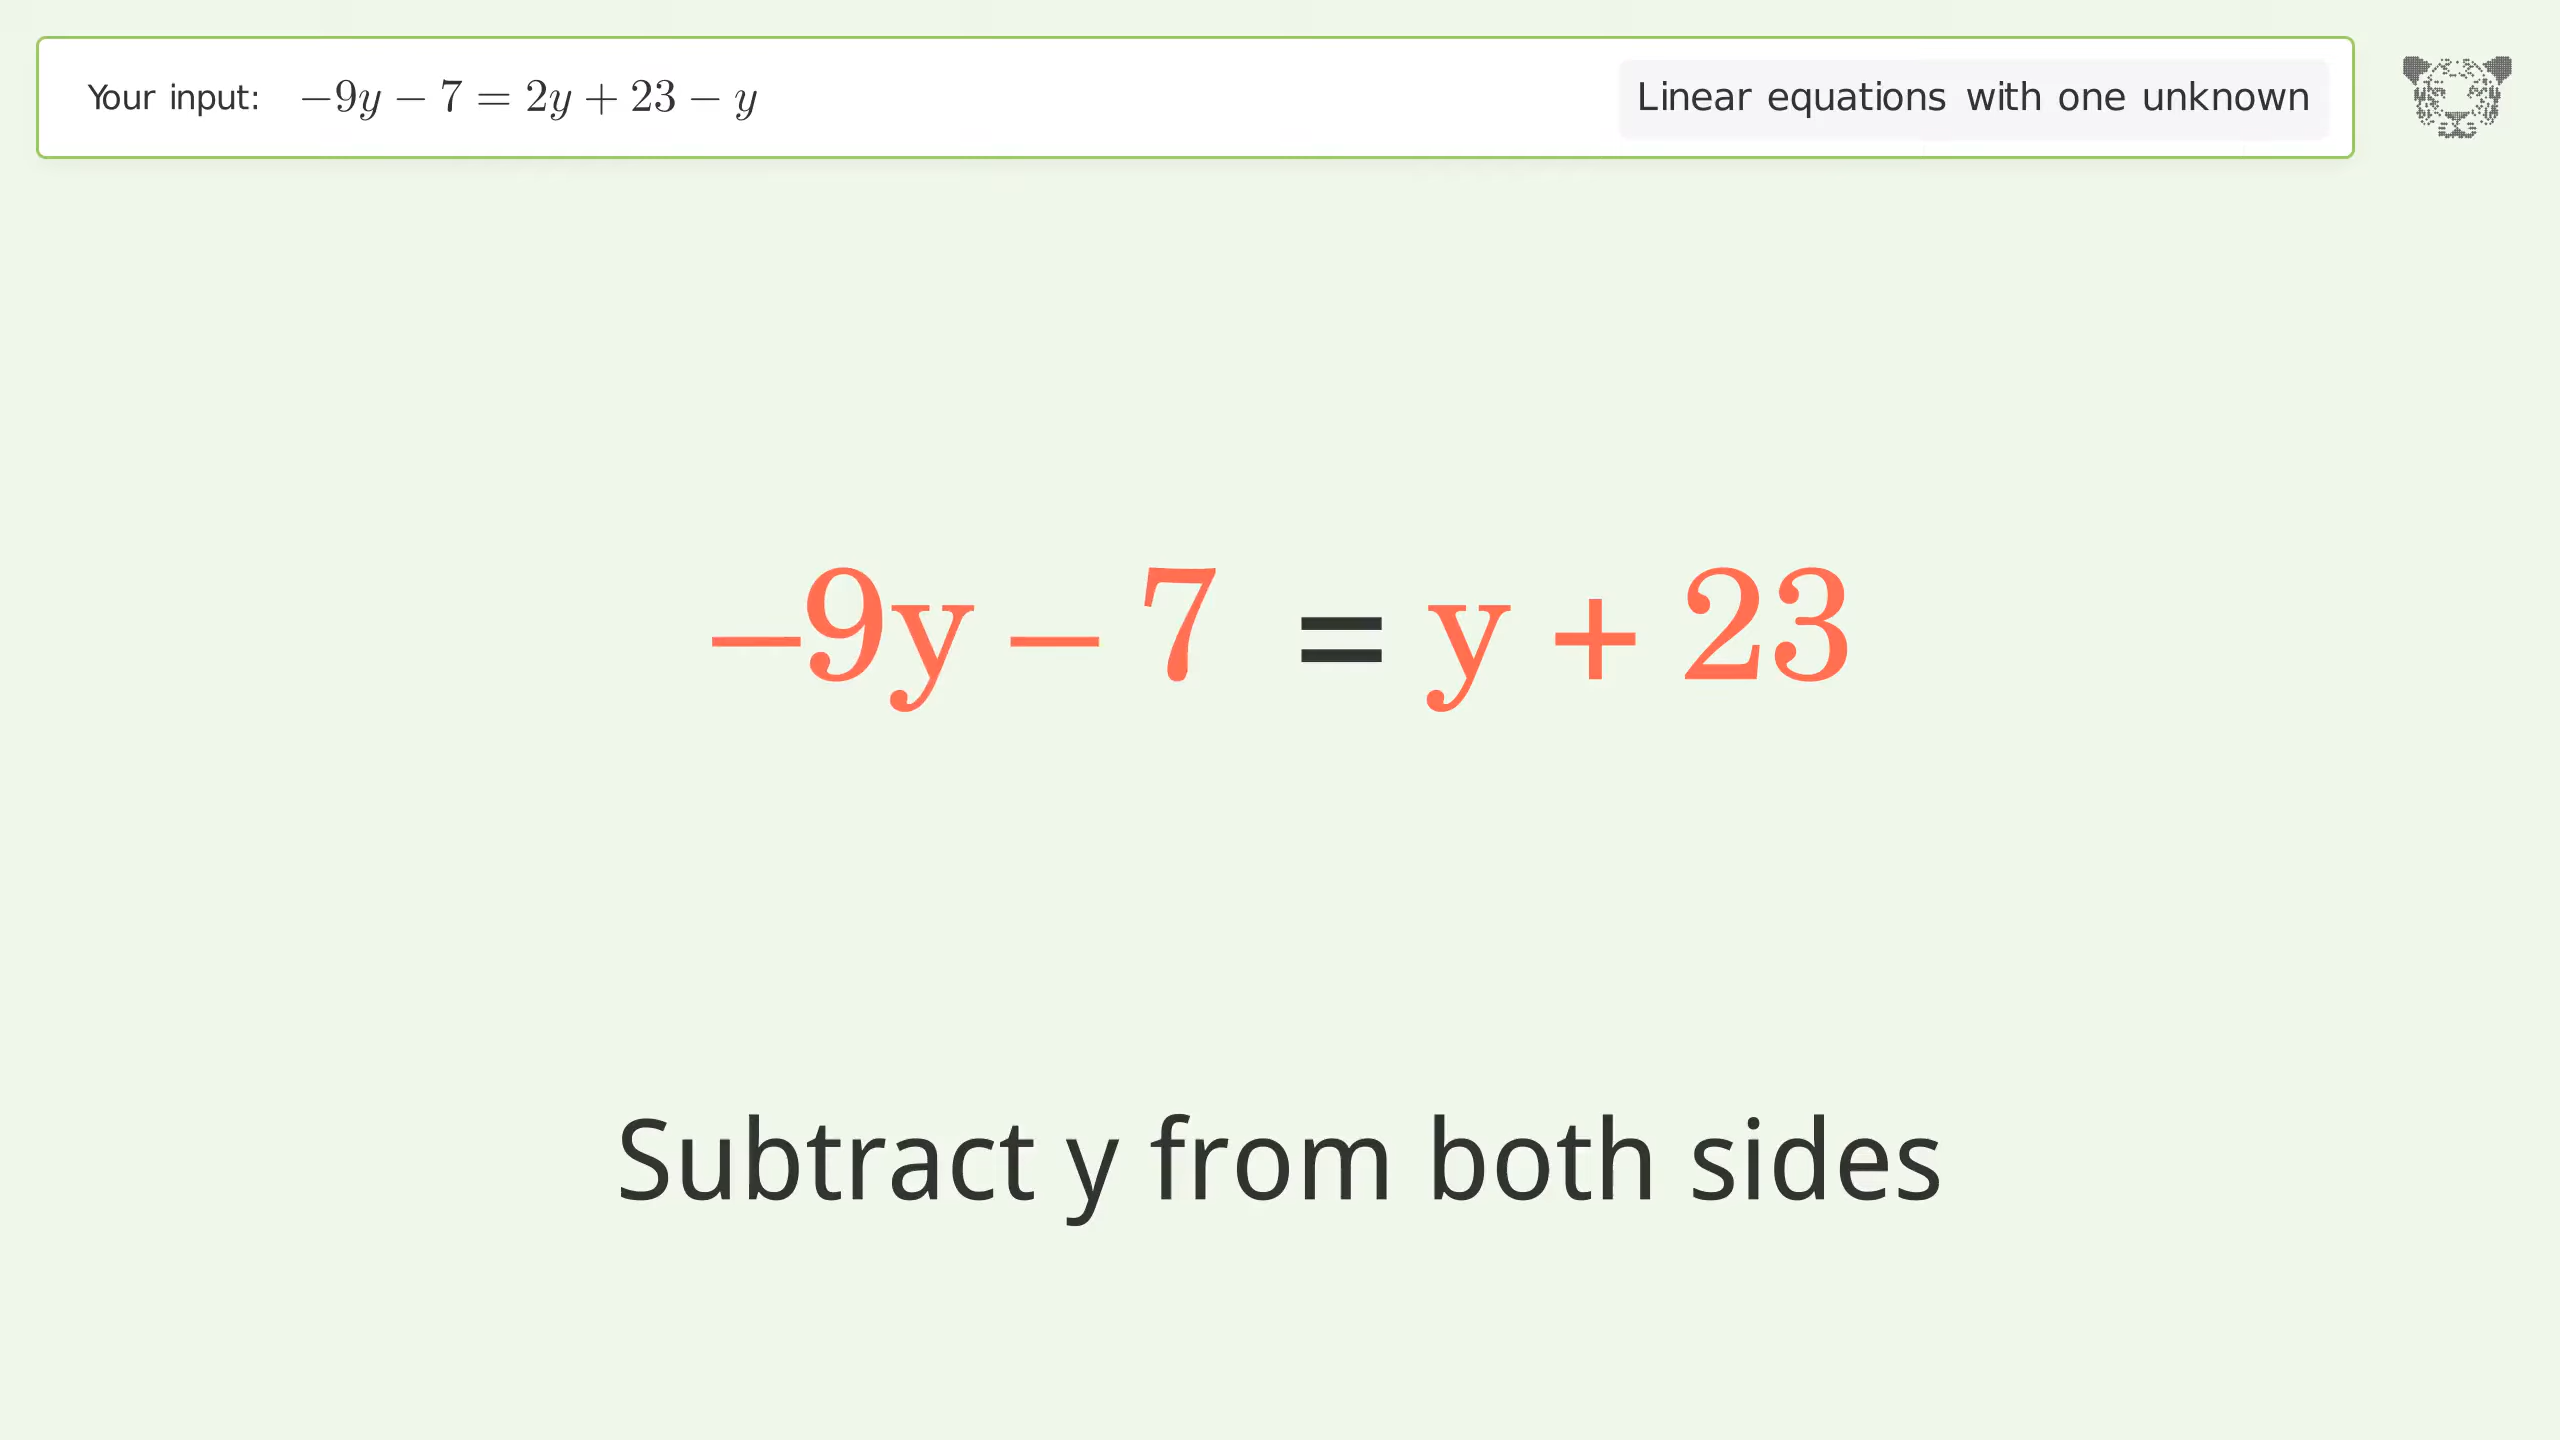 Your input: −9y − 7 = 2y + 23 − y
Linear equations with one unknown
−9y − 7 = y + 23
Subtract y from both sides